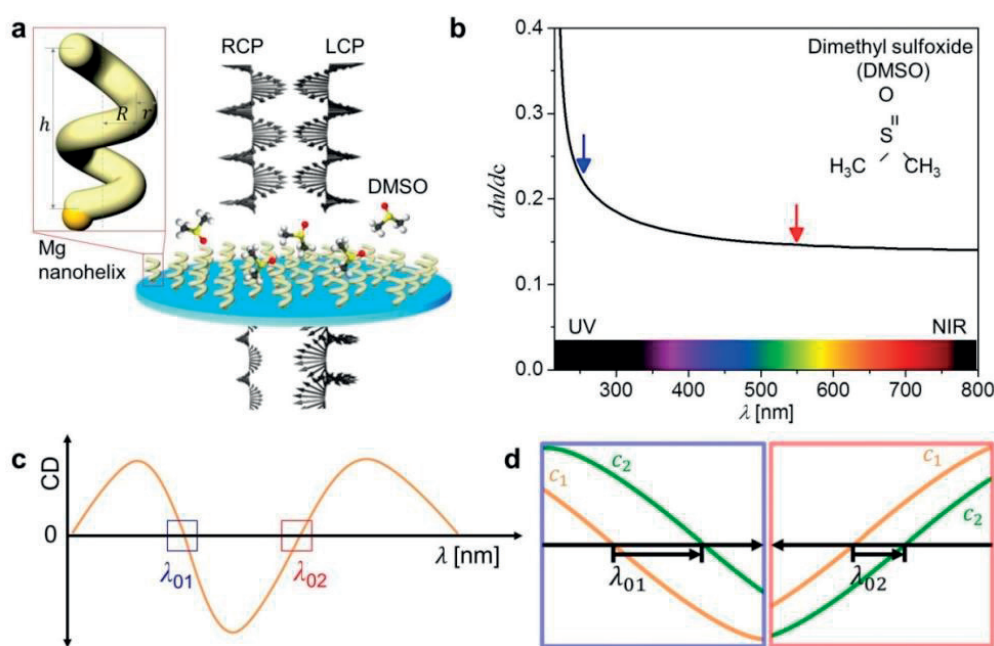 a
h
R
r
Mg
nanohelix
RCP
LCP
DMSO
b
0.4
0.3
0.2
0.1
0.0
dn/dc
Dimethyl sulfoxide
(DMSO)
O
II
S
H₃C
CH₃
UV
NIR
300
400
500
600
700
800
λ [nm]
c
CD
0
λ01
λ02
λ [nm]
d
c₂
c₁
λ01
c₁
c₂
λ02